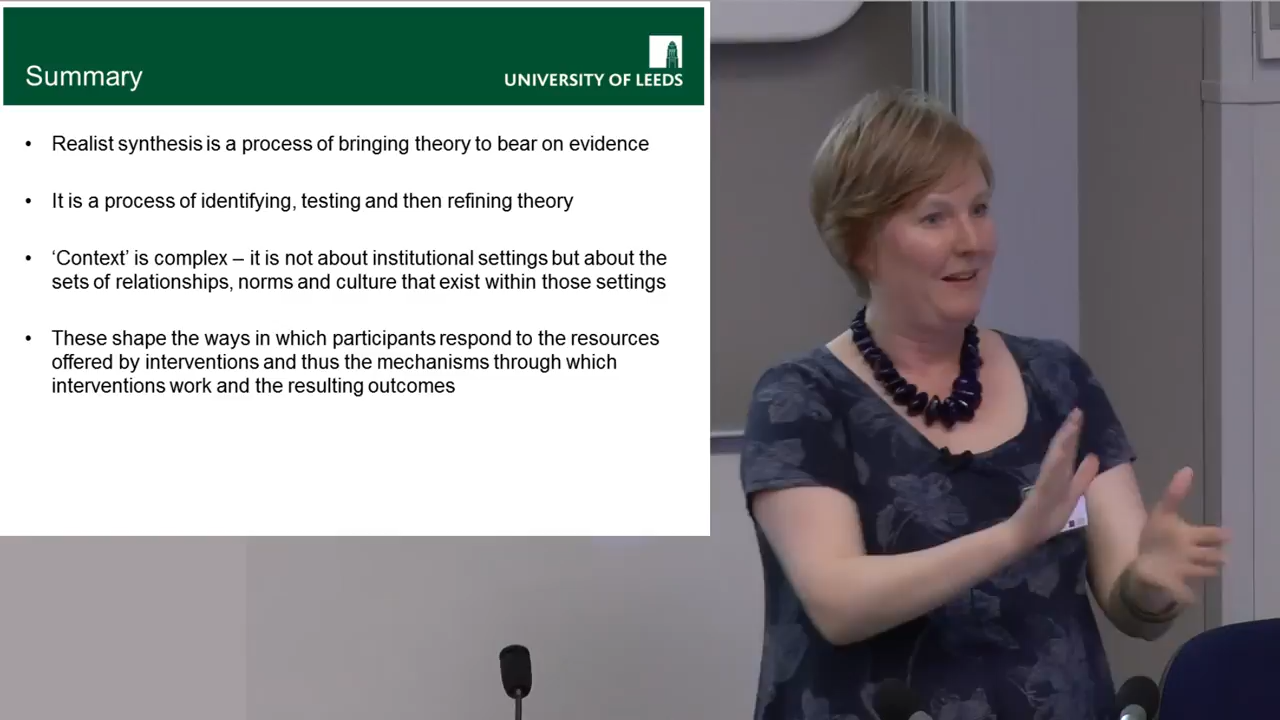 Summary
UNIVERSITY OF LEEDS
• Realist synthesis is a process of bringing theory to bear on evidence
• It is a process of identifying, testing and then refining theory
• ‘Context’ is complex – it is not about institutional settings but about the
sets of relationships, norms and culture that exist within those settings
• These shape the ways in which participants respond to the resources
offered by interventions and thus the mechanisms through which
interventions work and the resulting outcomes